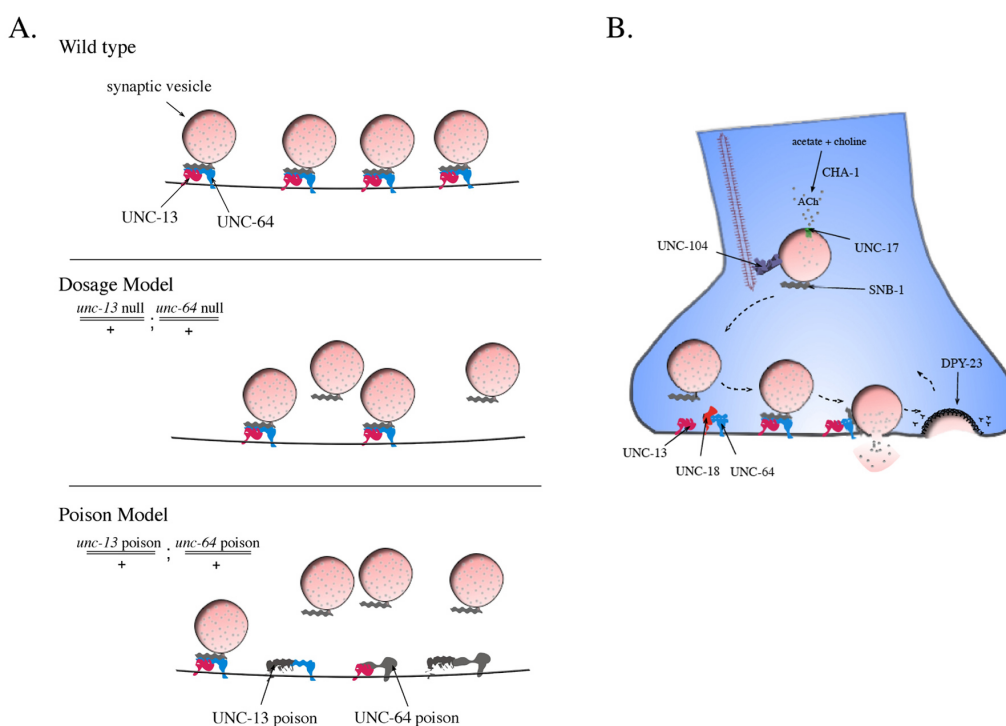 A.
Wild type
synaptic vesicle
UNC-13
UNC-64
Dosage Model
unc-13 null ; unc-64 null
+ +
Poison Model
unc-13 poison ; unc-64 poison
+ +
UNC-13 poison
UNC-64 poison
B.
acetate + choline
CHA-1
ACh
UNC-104
UNC-17
SNB-1
DPY-23
UNC-13
UNC-18
UNC-64